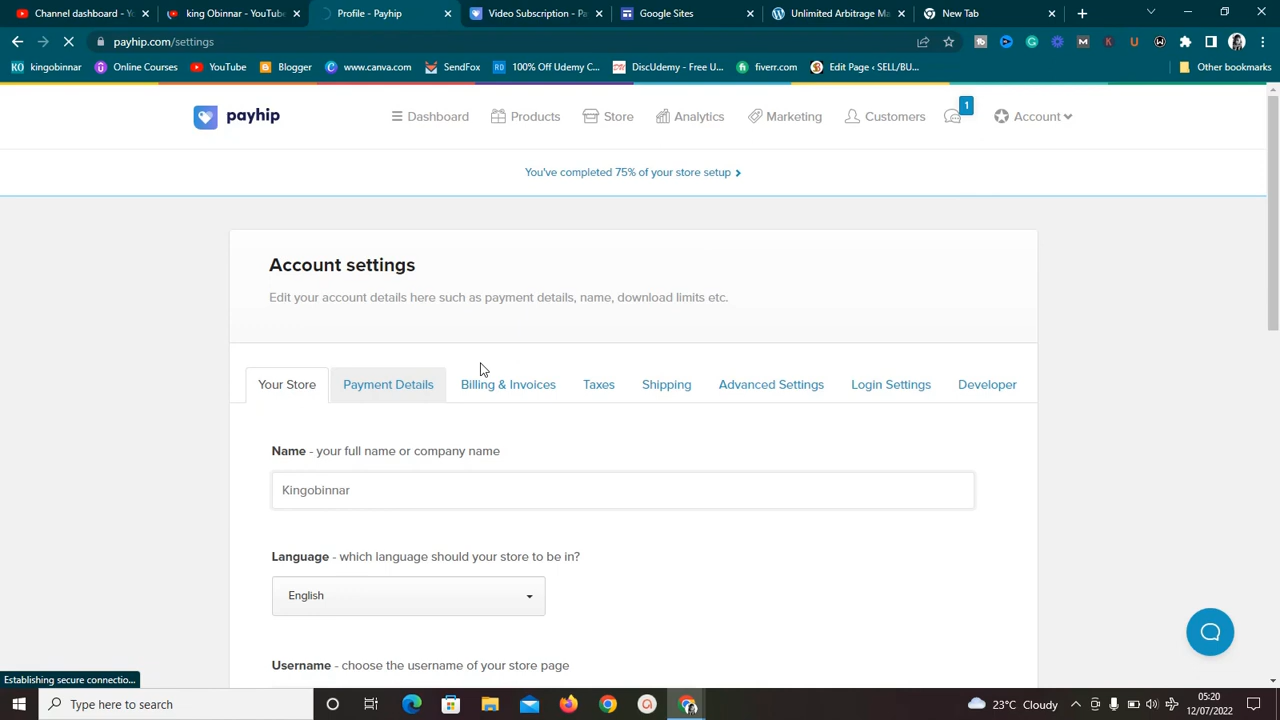 Channel dashboard - Yo
king Obinnar - YouTube
Profile - Payhip
Video Subscription - Pa
Google Sites
Unlimited Arbitrage Ma
New Tab
payhip.com/settings
kingobinnar
Online Courses
YouTube
Blogger
www.canva.com
SendFox
100% Off Udemy C...
DiscUdemy - Free U...
fiverr.com
Edit Page ‹ SELL/BU...
Other bookmarks
payhip
Dashboard
Products
Store
Analytics
Marketing
Customers
1
Account
You've completed 75% of your store setup
Account settings
Edit your account details here such as payment details, name, download limits etc.
Your Store
Payment Details
Billing & Invoices
Taxes
Shipping
Advanced Settings
Login Settings
Developer
Name - your full name or company name
Kingobinnar
Language - which language should your store to be in?
English
Username - choose the username of your store page
Establishing secure connectio...
Type here to search
23°C Cloudy
05:20
12/07/2022